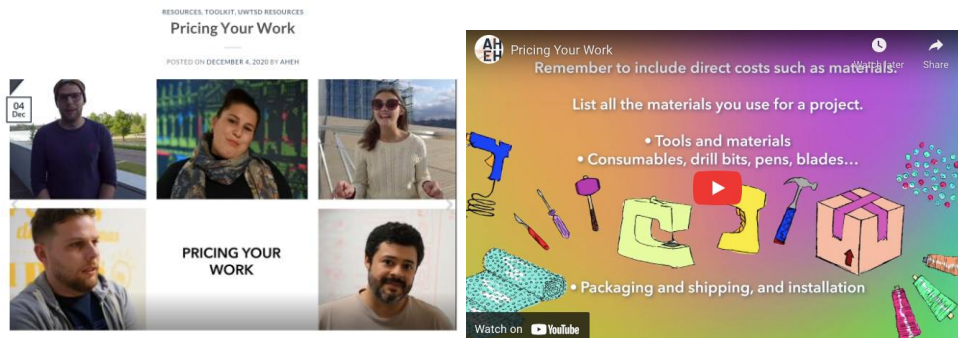 RESOURCES, TOOLKIT, UWTSD RESOURCES
Pricing Your Work
POSTED ON DECEMBER 4, 2020 BY AHEH
04
Dec
PRICING YOUR
WORK
AH
EH
Pricing Your Work
Watch later
Share
Remember to include direct costs such as materials.
List all the materials you use for a project.
• Tools and materials
• Consumables, drill bits, pens, blades...
• Packaging and shipping, and installation
Watch on YouTube